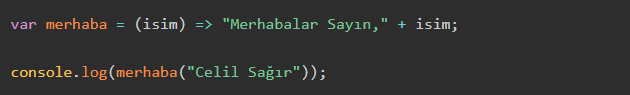 var merhaba = (isim) => "Merhabalar Sayın," + isim;
console.log(merhaba("Celil Sağır"));